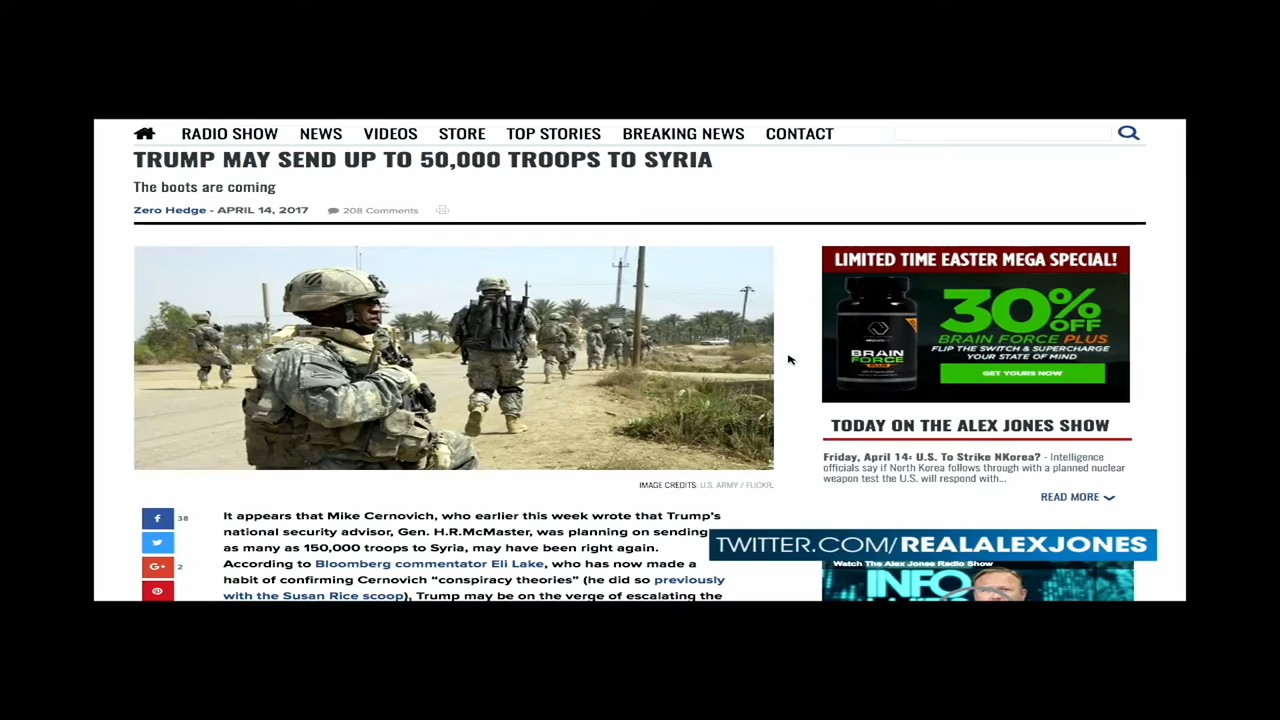 RADIO SHOW NEWS VIDEOS STORE TOP STORIES BREAKING NEWS CONTACT
TRUMP MAY SEND UP TO 50,000 TROOPS TO SYRIA
The boots are coming
Zero Hedge - APRIL 14, 2017 208 Comments
IMAGE CREDITS: U.S. ARMY / FLICKR.
38
2
It appears that Mike Cernovich, who earlier this week wrote that Trump's
national security advisor, Gen. H.R.McMaster, was planning on sending
as many as 150,000 troops to Syria, may have been right again.
According to Bloomberg commentator Eli Lake, who has now made a
habit of confirming Cernovich “conspiracy theories” (he did so previously
with the Susan Rice scoop), Trump may be on the verge of escalating the
LIMITED TIME EASTER MEGA SPECIAL!
30% OFF
BRAIN FORCE PLUS
FLIP THE SWITCH & SUPERCHARGE
YOUR STATE OF MIND
GET YOURS NOW
BRAIN
FORCE
PLUS
TODAY ON THE ALEX JONES SHOW
Friday, April 14: U.S. To Strike NKorea? - Intelligence
officials say if North Korea follows through with a planned nuclear
weapon test the U.S. will respond with...
READ MORE
TWITTER.COM/REALALEXJONES
Watch The Alex Jones Radio Show
INFO